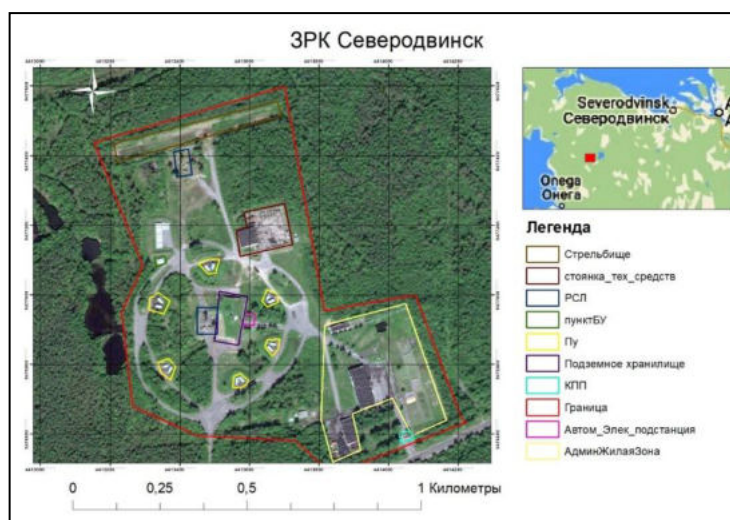 ЗРК Северодвинск
Severodvinsk
Северодвинск
Onega
Онега
Легенда
Стрельбище
стоянка_тех_средств
РСЛ
пунктБУ
Пу
Подземное хранилище
КПП
Граница
Автом_Элек_подстанция
АдминЖилаяЗона
0 0,25 0,5 1 Километры